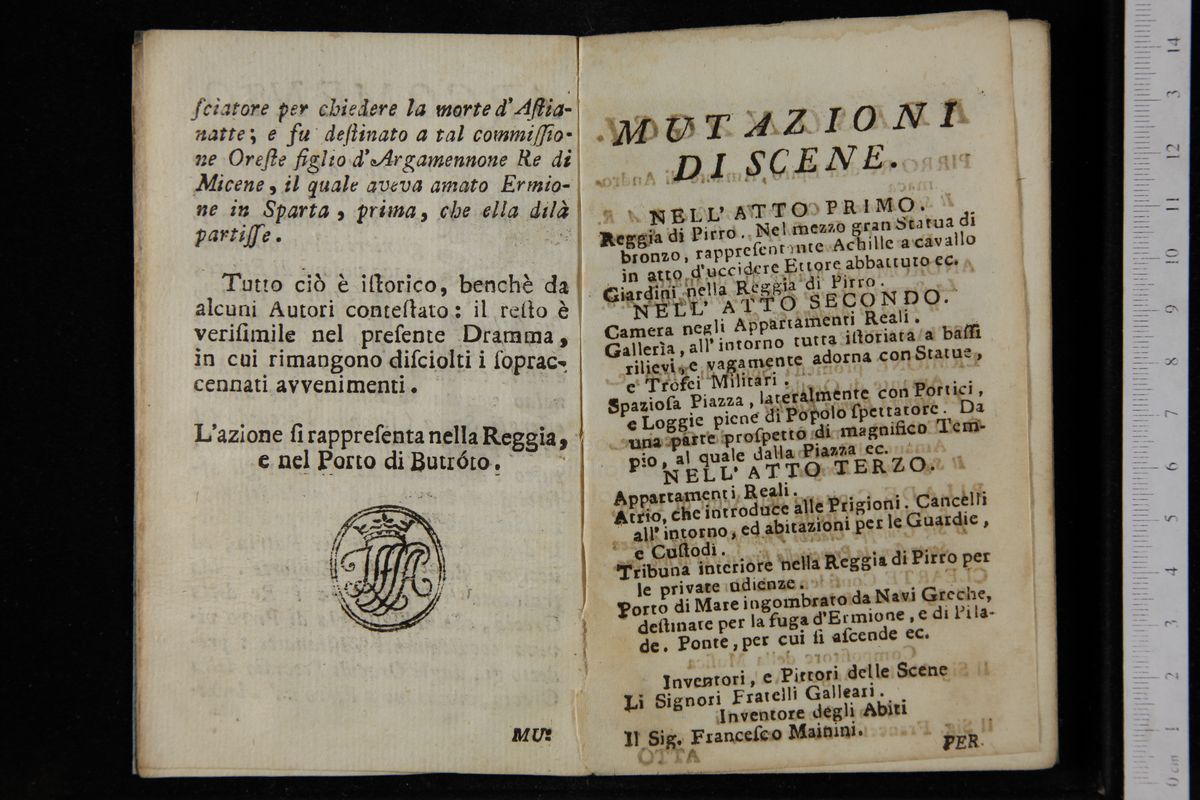 ſciatore per chiedere la morte d'Aſtia-
natte; e fu deſtinato a tal commiſſio-
ne Oreſte figlio d'Argamennone Re di
Micene, il quale aveva amato Ermio-
ne in Sparta, prima, che ella dilà
partiſſe.
Tutto ciò è iſtorico, benchè da
alcuni Autori conteſtato: il reſto è
veriſimile nel preſente Dramma,
in cui rimangono diſciolti i ſoprac-
cennati avvenimenti.
L'azione ſi rappreſenta nella Reggia,
e nel Porto di Butróto.
MU-
MUTAZIONI
DI SCENE.
NELL' ATTO PRIMO.
Reggia di Pirro. Nel mezzo gran Statua di
bronzo, rappreſentante Achille a cavallo
in atto d'uccidere Ettore abbattuto ec.
Giardini nella Reggia di Pirro.
NELL' ATTO SECONDO.
Camera negli Appartamenti Reali.
Gallerìa, all' intorno tutta iſtoriata a baſſi
rilievi, e vagamente adorna con Statue,
e Trofei Militari.
Spazioſa Piazza, lateralmente con Portici,
e Loggie piene di Popolo ſpettatore. Da
una parte proſpetto di magnifico Tem-
pio, al quale dalla Piazza ec.
NELL' ATTO TERZO.
Appartamenti Reali.
Atrio, che introduce alle Prigioni. Cancelli
all' intorno, ed abitazioni per le Guardie,
e Cuſtodi.
Tribuna interiore nella Reggia di Pirro per
le private udienze.
Porto di Mare ingombrato da Navi Greche,
deſtinate per la fuga d'Ermione, e di Pila-
de. Ponte, per cui ſi aſcende ec.
Inventori, e Pittori delle Scene
Li Signori Fratelli Galleari.
Inventore degli Abiti
Il Sig. Franceſco Mainini.
PER-